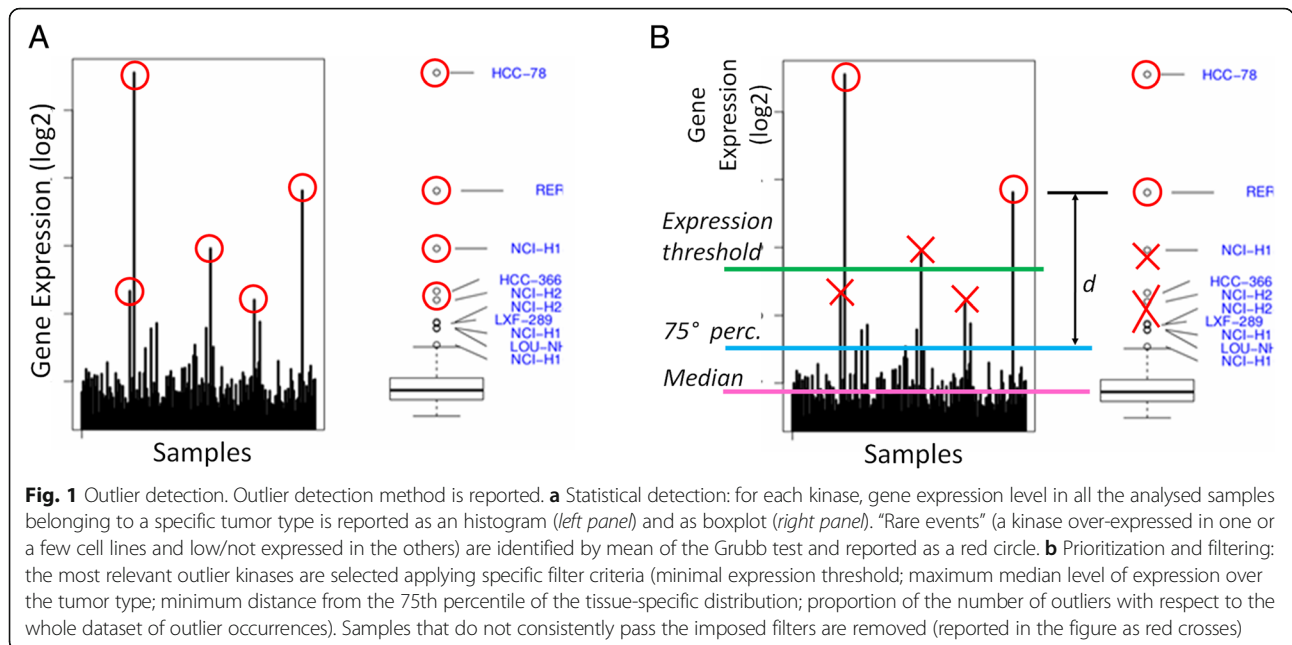 A
Gene Expression (log2)
Samples
HCC-78
REF
NCI-H1
HCC-366
NCI-H2
NCI-H2
LXF-289
NCI-H1
LOU-NH
NCI-H1
B
Gene
Expression
(log2)
Expression
threshold
75° perc.
Median
Samples
d
HCC-78
REF
NCI-H1
HCC-366
NCI-H2
NCI-H2
LXF-289
NCI-H1
LOU-NH
NCI-H1
Fig. 1 Outlier detection. Outlier detection method is reported. a Statistical detection: for each kinase, gene expression level in all the analysed samples
belonging to a specific tumor type is reported as an histogram (left panel) and as boxplot (right panel). “Rare events” (a kinase over-expressed in one or
a few cell lines and low/not expressed in the others) are identified by mean of the Grubb test and reported as a red circle. b Prioritization and filtering:
the most relevant outlier kinases are selected applying specific filter criteria (minimal expression threshold; maximum median level of expression over
the tumor type; minimum distance from the 75th percentile of the tissue-specific distribution; proportion of the number of outliers with respect to the
whole dataset of outlier occurrences). Samples that do not consistently pass the imposed filters are removed (reported in the figure as red crosses)